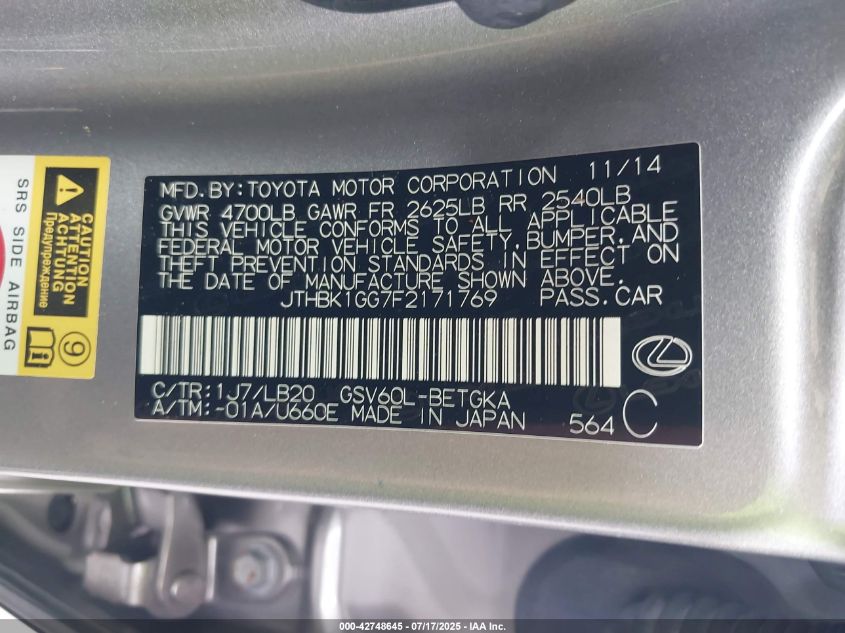 MFD. BY: TOYOTA MOTOR CORPORATION 11/14
GVWR 4700LB GAWR FR 2625LB RR 2540LB
THIS VEHICLE CONFORMS TO ALL APPLICABLE
FEDERAL MOTOR VEHICLE SAFETY, BUMPER, AND
THEFT PREVENTION STANDARDS IN EFFECT ON
THE DATE OF MANUFACTURE SHOWN ABOVE.
JTHBK1GG7F2171769 PASS. CAR
C/TR: 1J7/LB20 GSV60L-BETGKA
A/TM: -01A/U660E MADE IN JAPAN 564 C
SRS SIDE AIRBAG
CAUTION
ATTENTION
ACHTUNG
Предупреждение
9
000-42748645 - 07/17/2025 - IAA Inc.